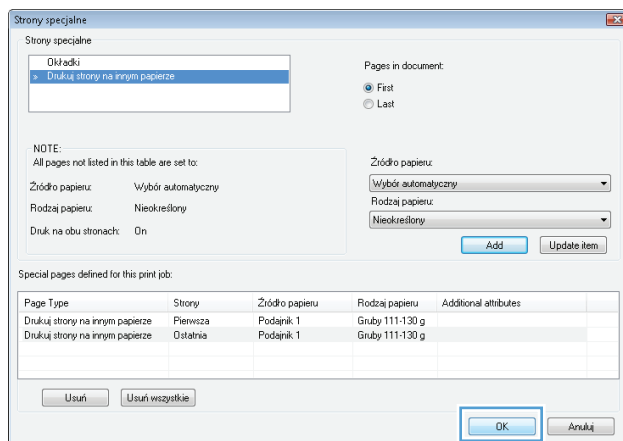 Strony specjalne
Strony specjalne
Okładki
» Drukuj strony na innym papierze
Pages in document:
First
Last
NOTE:
All pages not listed in this table are set to:
Źródło papieru: Wybór automatyczny
Rodzaj papieru: Nieokreślony
Druk na obu stronach: On
Źródło papieru:
Wybór automatyczny
Rodzaj papieru:
Nieokreślony
Add Update item
Special pages defined for this print job:
Page Type Strony Źródło papieru Rodzaj papieru Additional attributes
Drukuj strony na innym papierze Pierwsza Podajnik 1 Gruby 111-130 g
Drukuj strony na innym papierze Ostatnia Podajnik 1 Gruby 111-130 g
Usuń Usuń wszystkie
OK Anuluj